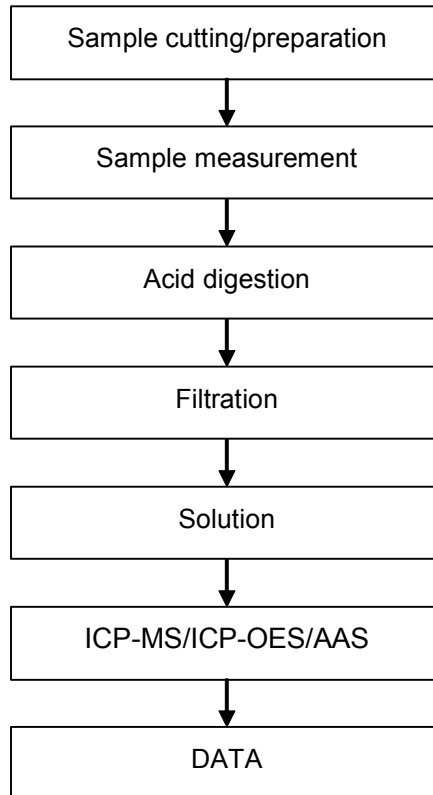 Sample cutting/preparation
Sample measurement
Acid digestion
Filtration
Solution
ICP-MS/ICP-OES/AAS
DATA